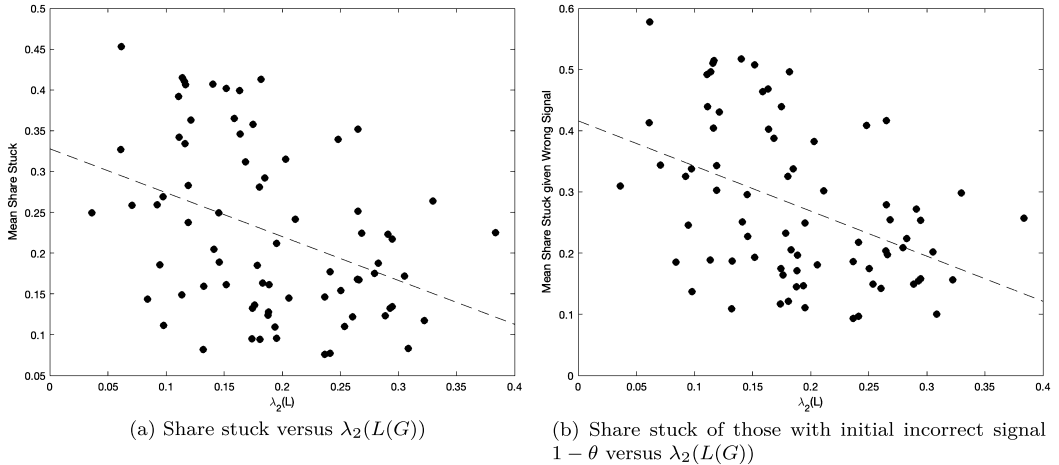 0.5
0.45
0.4
0.35
0.3
0.25
0.2
0.15
0.1
0.05
Mean Share Stuck
0 0.05 0.1 0.15 0.2 0.25 0.3 0.35 0.4
λ₂(L)
(a) Share stuck versus λ₂(L(G))
0.6
0.5
0.4
0.3
0.2
0.1
0
Mean Share Stuck given Wrong Signal
0 0.05 0.1 0.15 0.2 0.25 0.3 0.35 0.4
λ₂(L)
(b) Share stuck of those with initial incorrect signal
1 − θ versus λ₂(L(G))